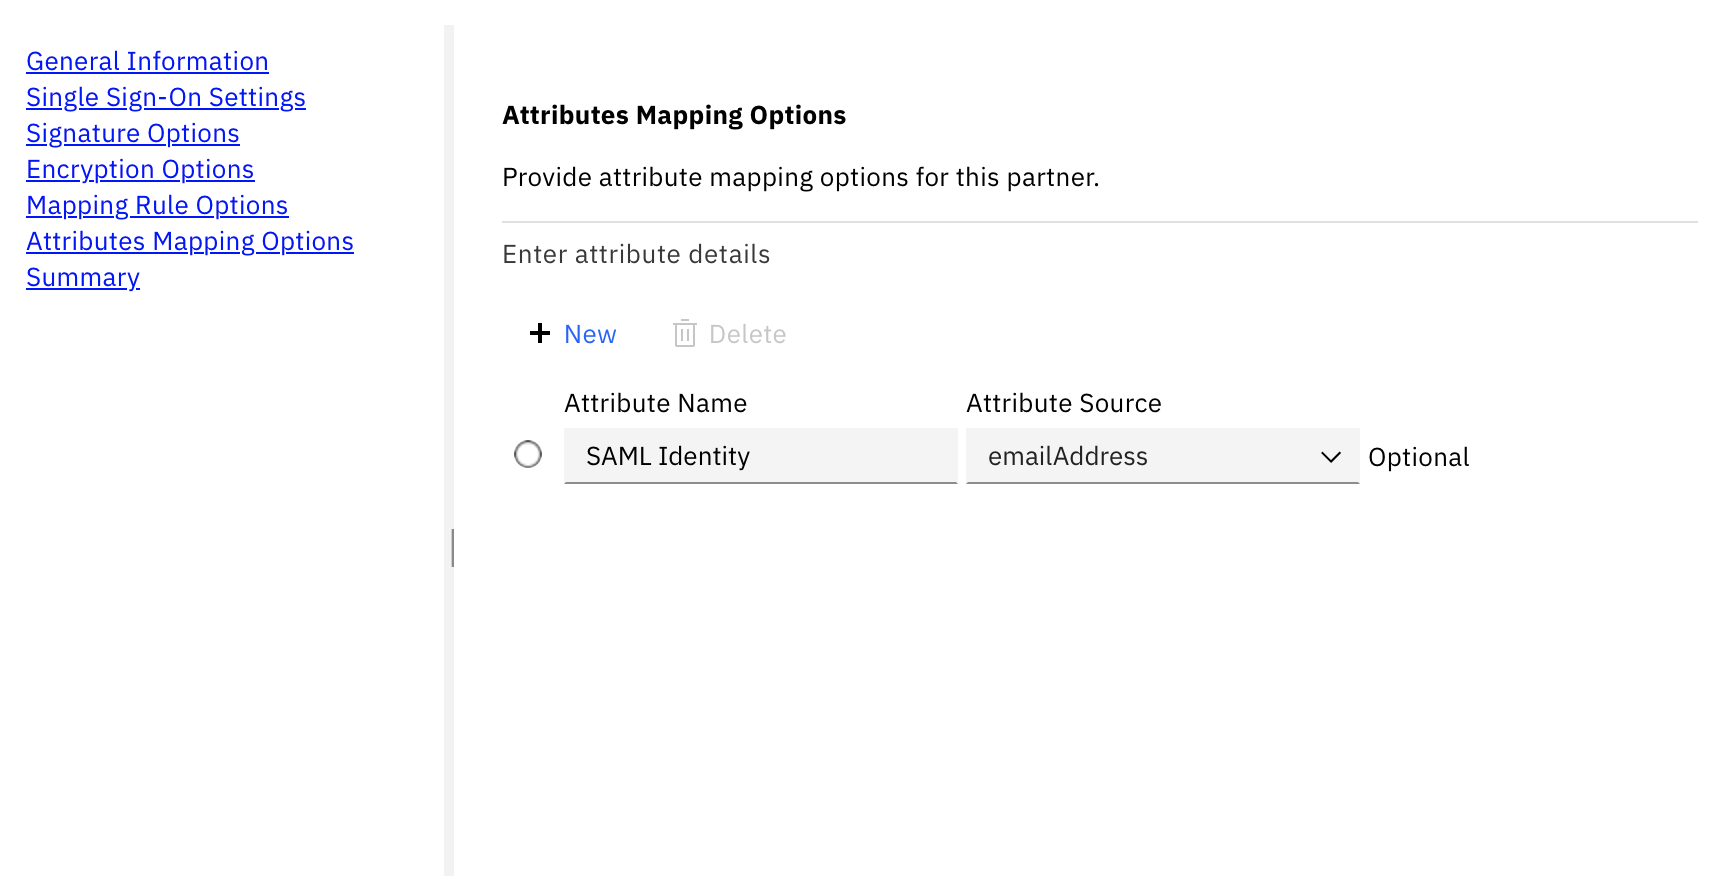 General Information
Single Sign-On Settings
Signature Options
Encryption Options
Mapping Rule Options
Attributes Mapping Options
Summary
Attributes Mapping Options
Provide attribute mapping options for this partner.
Enter attribute details
New Delete
Attribute Name Attribute Source
SAML Identity emailAddress Optional